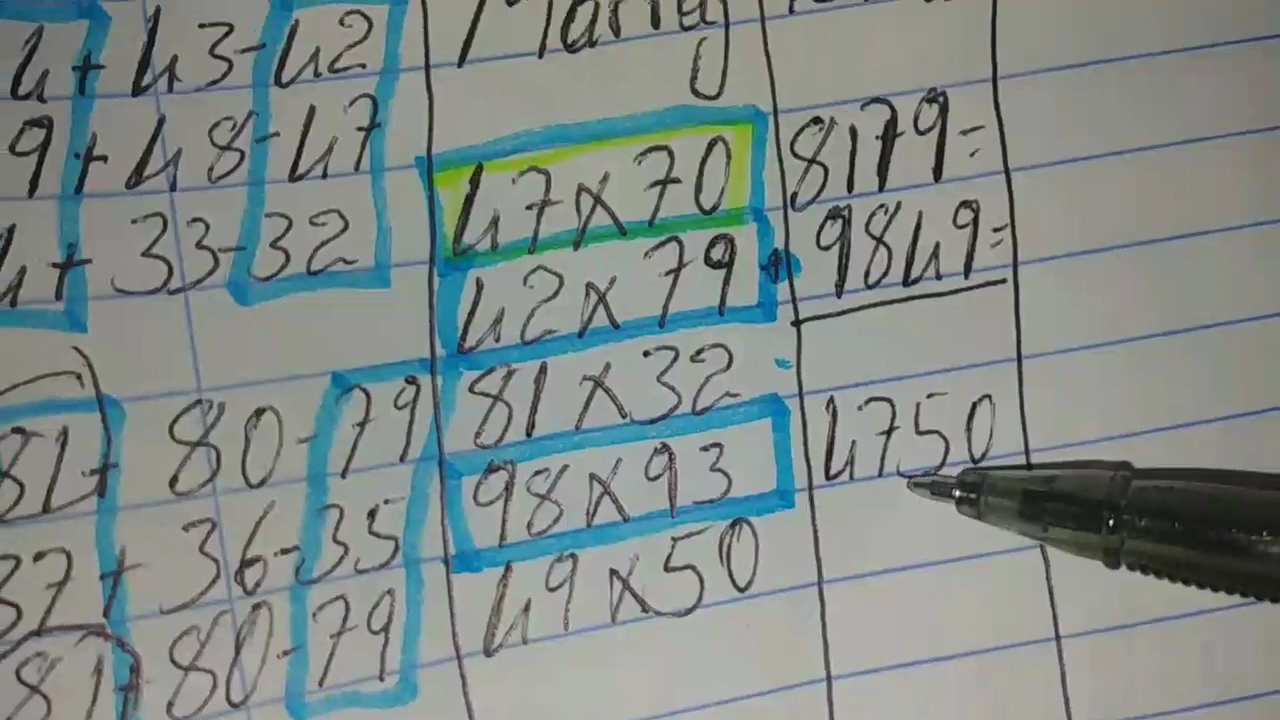 4+ 43-42
9+ 48-47
4+ 33-32
81+ 80-79
37+ 36-35
81+ 80-79
47x70
42x79 +
81x32
98x93
49x50
8179=
9849=
4750